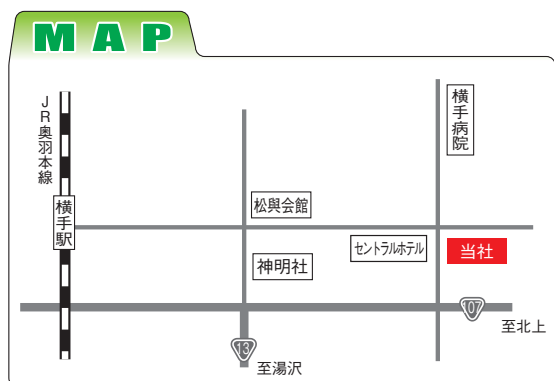 MAP
JR奥羽本線
横手駅
横手病院
松與会館
神明社
セントラルホテル
当社
107
至北上
13
至湯沢